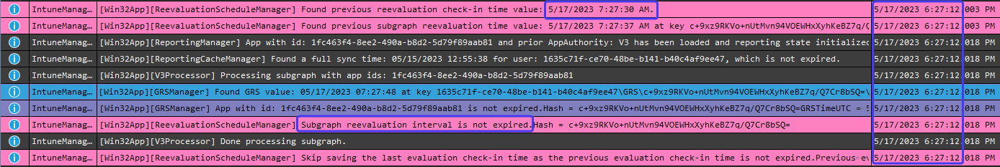 IntuneManag… [Win32App][ReevaluationScheduleManager] Found previous reevaluation check-in time value: 5/17/2023 7:27:30 AM. 5/17/2023 6:27:12.003 PM
IntuneManag… [Win32App][ReevaluationScheduleManager] Found previous subgraph reevaluation time value: 5/17/2023 7:27:37 AM at key c+9xz9RKVo+nUtMvn94VOEWHxXyhKeBZ7q/Q 5/17/2023 6:27:12.003 PM
IntuneManag… [Win32App][ReportingManager] App with id: 1fc463f4-8ee2-490a-b8d2-5d79f89aab81 and prior AppAuthority: V3 has been loaded and reporting state initialized 5/17/2023 6:27:12.018 PM
IntuneManag… [Win32App][ReportingCacheManager] Found a full sync time: 05/15/2023 12:55:38 for user: 1635c71f-ce70-48be-b141-b40c4af9ee47, which is not expired. 5/17/2023 6:27:12.018 PM
IntuneManag… [Win32App][V3Processor] Processing subgraph with app ids: 1fc463f4-8ee2-490a-b8d2-5d79f89aab81 5/17/2023 6:27:12.018 PM
IntuneManag… [Win32App][GRSManager] Found GRS value: 05/17/2023 07:27:48 at key 1635c71f-ce70-48be-b141-b40c4af9ee47\GRS\c+9xz9RKVo+nUtMvn94VOEWHxXyhKeBZ7q/Q7Cr8bSQ=\ 5/17/2023 6:27:12.018 PM
IntuneManag… [Win32App][GRSManager] App with id: 1fc463f4-8ee2-490a-b8d2-5d79f89aab81 is not expired.Hash = c+9xz9RKVo+nUtMvn94VOEWHxXyhKeBZ7q/Q7Cr8bSQ=GRSTimeUTC = 5 5/17/2023 6:27:12.018 PM
IntuneManag… [Win32App][ReevaluationScheduleManager] Subgraph reevaluation interval is not expired.Hash = c+9xz9RKVo+nUtMvn94VOEWHxXyhKeBZ7q/Q7Cr8bSQ= 5/17/2023 6:27:12.018 PM
IntuneManag… [Win32App][V3Processor] Done processing subgraph. 5/17/2023 6:27:12.018 PM
IntuneManag… [Win32App][ReevaluationScheduleManager] Skip saving the last evaluation check-in time as the previous evaluation check-in time is not expired.Previous ev 5/17/2023 6:27:12.018 PM